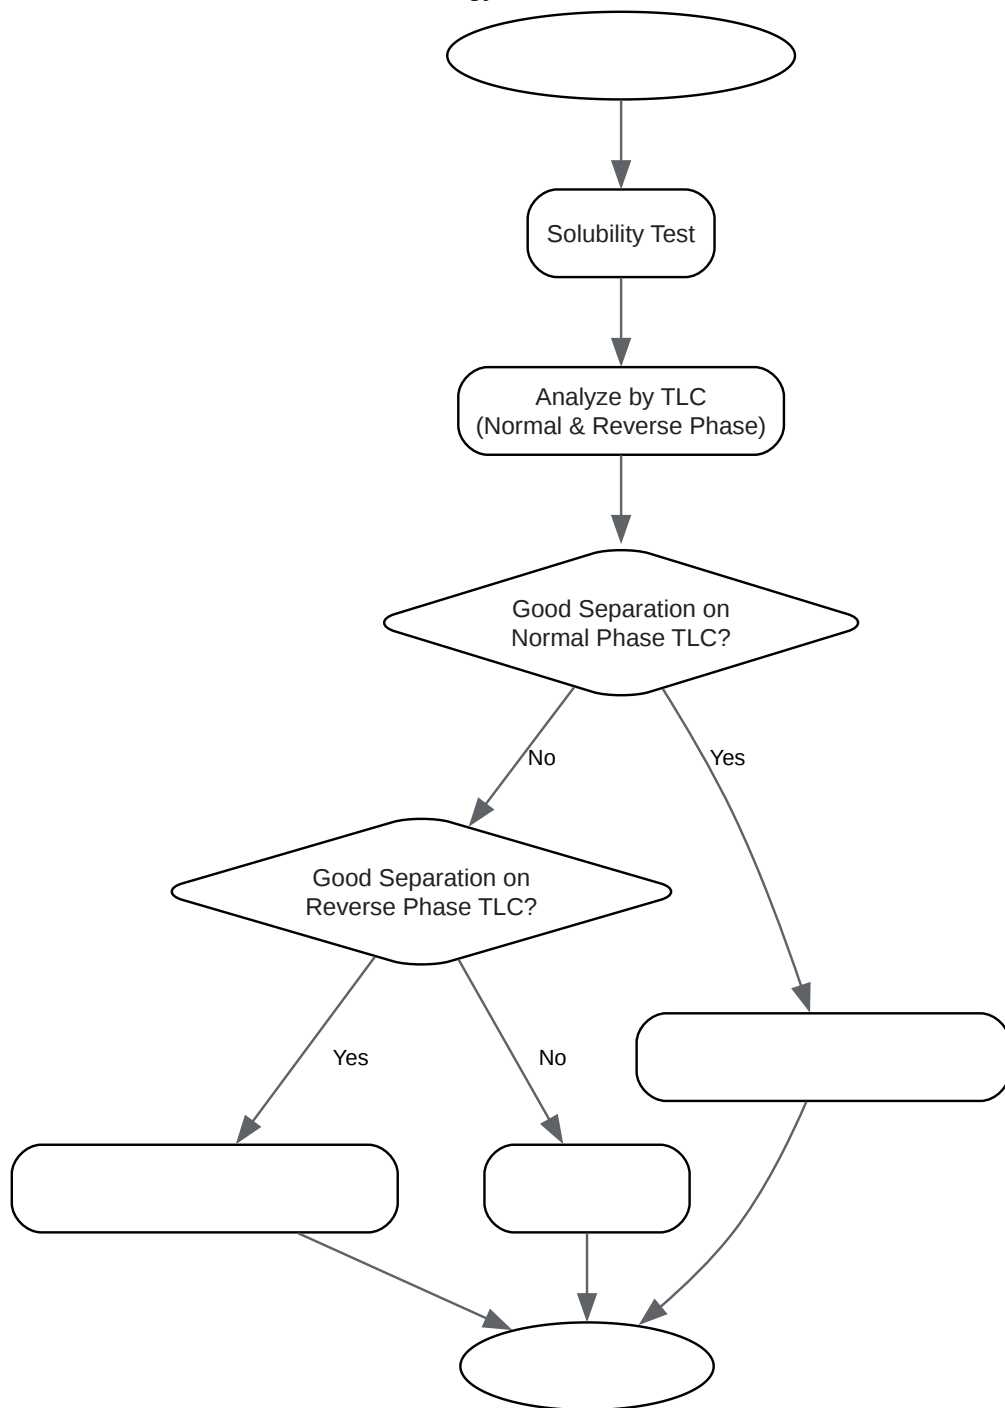 Solubility Test
Analyze by TLC
(Normal & Reverse Phase)
Good Separation on
Normal Phase TLC?
No
Yes
Good Separation on
Reverse Phase TLC?
Yes
No